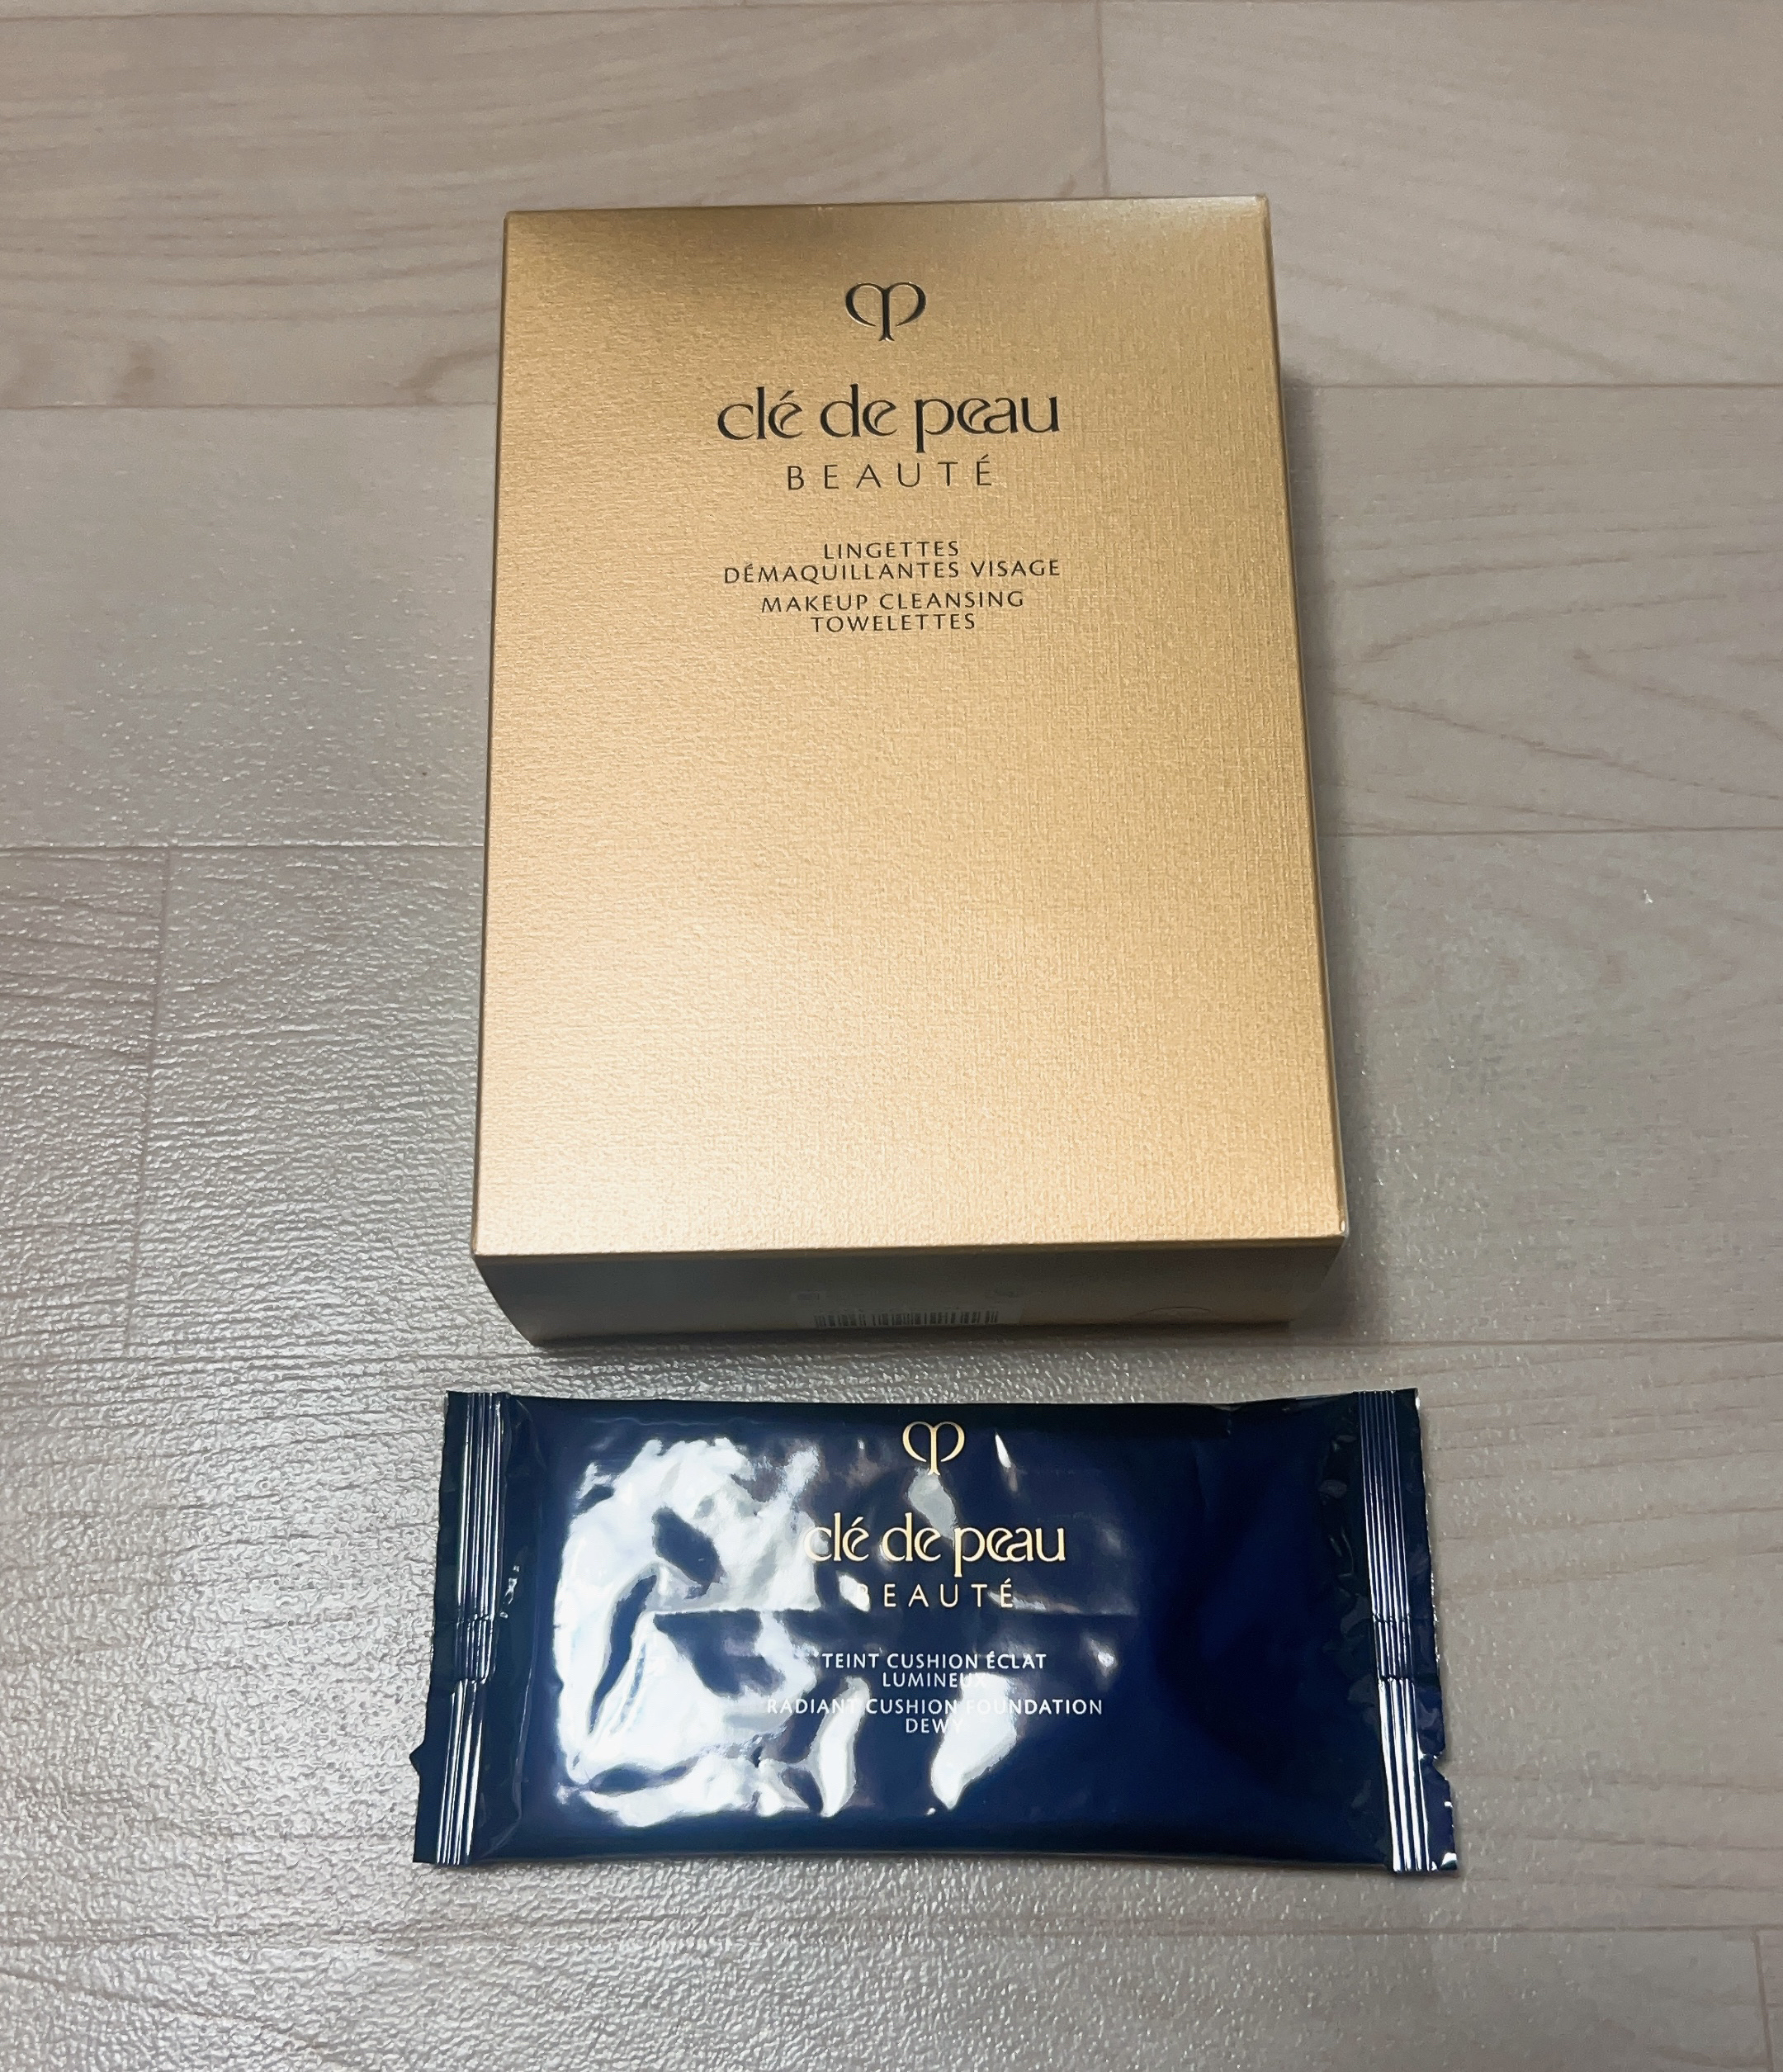 clé de peau
BEAUTÉ
LINGETTES
DÉMAQUILLANTES VISAGE
MAKEUP CLEANSING
TOWELETTES
clé de peau
BEAUTÉ
TEINT CUSHION ÉCLAT
LUMINEUX
RADIANT CUSHION FOUNDATION
DEWY